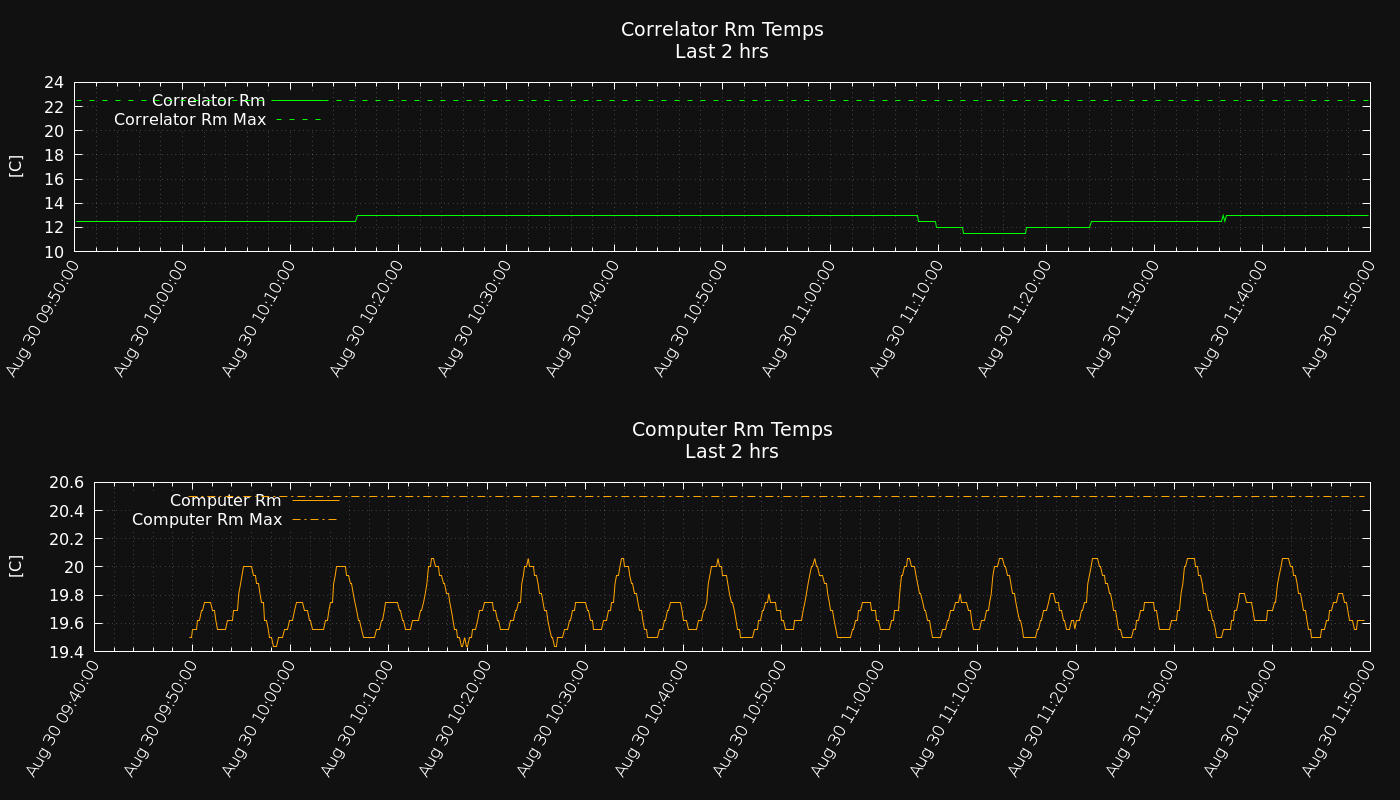 Correlator Rm Temps
Last 2 hrs
24
22
20
18
16
14
12
10
[C]
Correlator Rm
Correlator Rm Max
Aug 30 09:50:00
Aug 30 10:00:00
Aug 30 10:10:00
Aug 30 10:20:00
Aug 30 10:30:00
Aug 30 10:40:00
Aug 30 10:50:00
Aug 30 11:00:00
Aug 30 11:10:00
Aug 30 11:20:00
Aug 30 11:30:00
Aug 30 11:40:00
Aug 30 11:50:00
Computer Rm Temps
Last 2 hrs
20.6
20.4
20.2
20
19.8
19.6
19.4
[C]
Computer Rm
Computer Rm Max
Aug 30 09:40:00
Aug 30 09:50:00
Aug 30 10:00:00
Aug 30 10:10:00
Aug 30 10:20:00
Aug 30 10:30:00
Aug 30 10:40:00
Aug 30 10:50:00
Aug 30 11:00:00
Aug 30 11:10:00
Aug 30 11:20:00
Aug 30 11:30:00
Aug 30 11:40:00
Aug 30 11:50:00